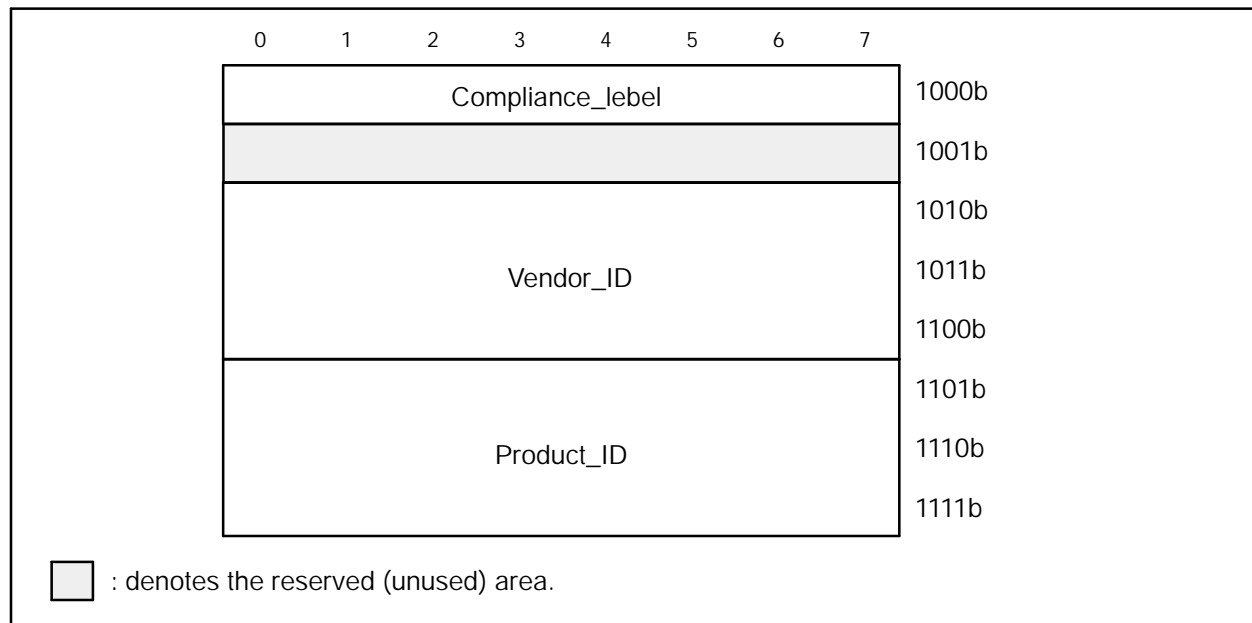 0 1 2 3 4 5 6 7
Compliance_lebel 1000b
1001b
1010b
Vendor_ID 1011b
1100b
1101b
Product_ID 1110b
1111b
: denotes the reserved (unused) area.